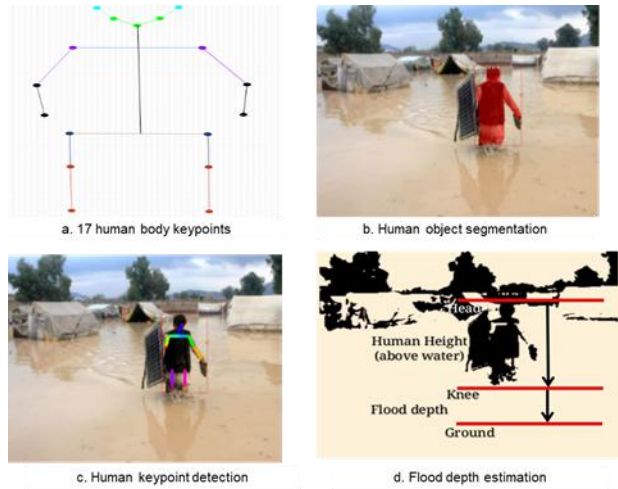 a. 17 human body keypoints
b. Human object segmentation
Head
Human Height
(above water)
Knee
Flood depth
Ground
c. Human keypoint detection
d. Flood depth estimation